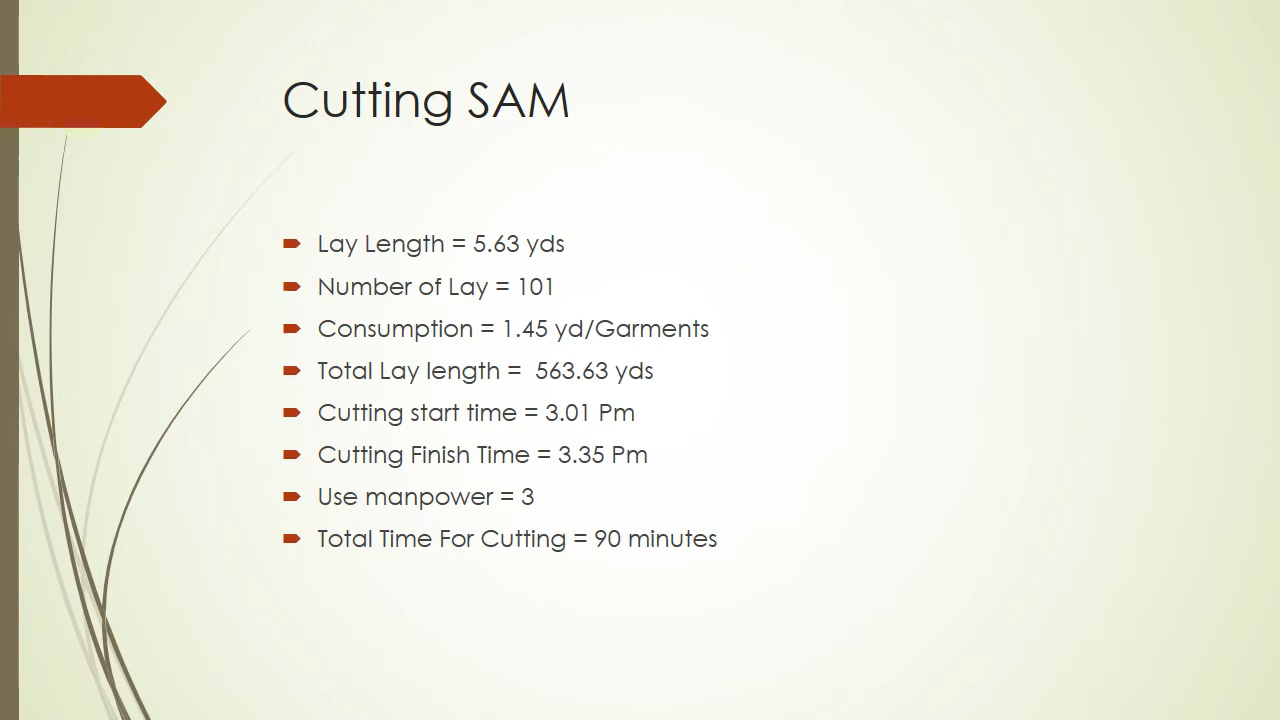 Cutting SAM
Lay Length = 5.63 yds
Number of Lay = 101
Consumption = 1.45 yd/Garments
Total Lay length =  563.63 yds
Cutting start time = 3.01 Pm
Cutting Finish Time = 3.35 Pm
Use manpower = 3
Total Time For Cutting = 90 minutes